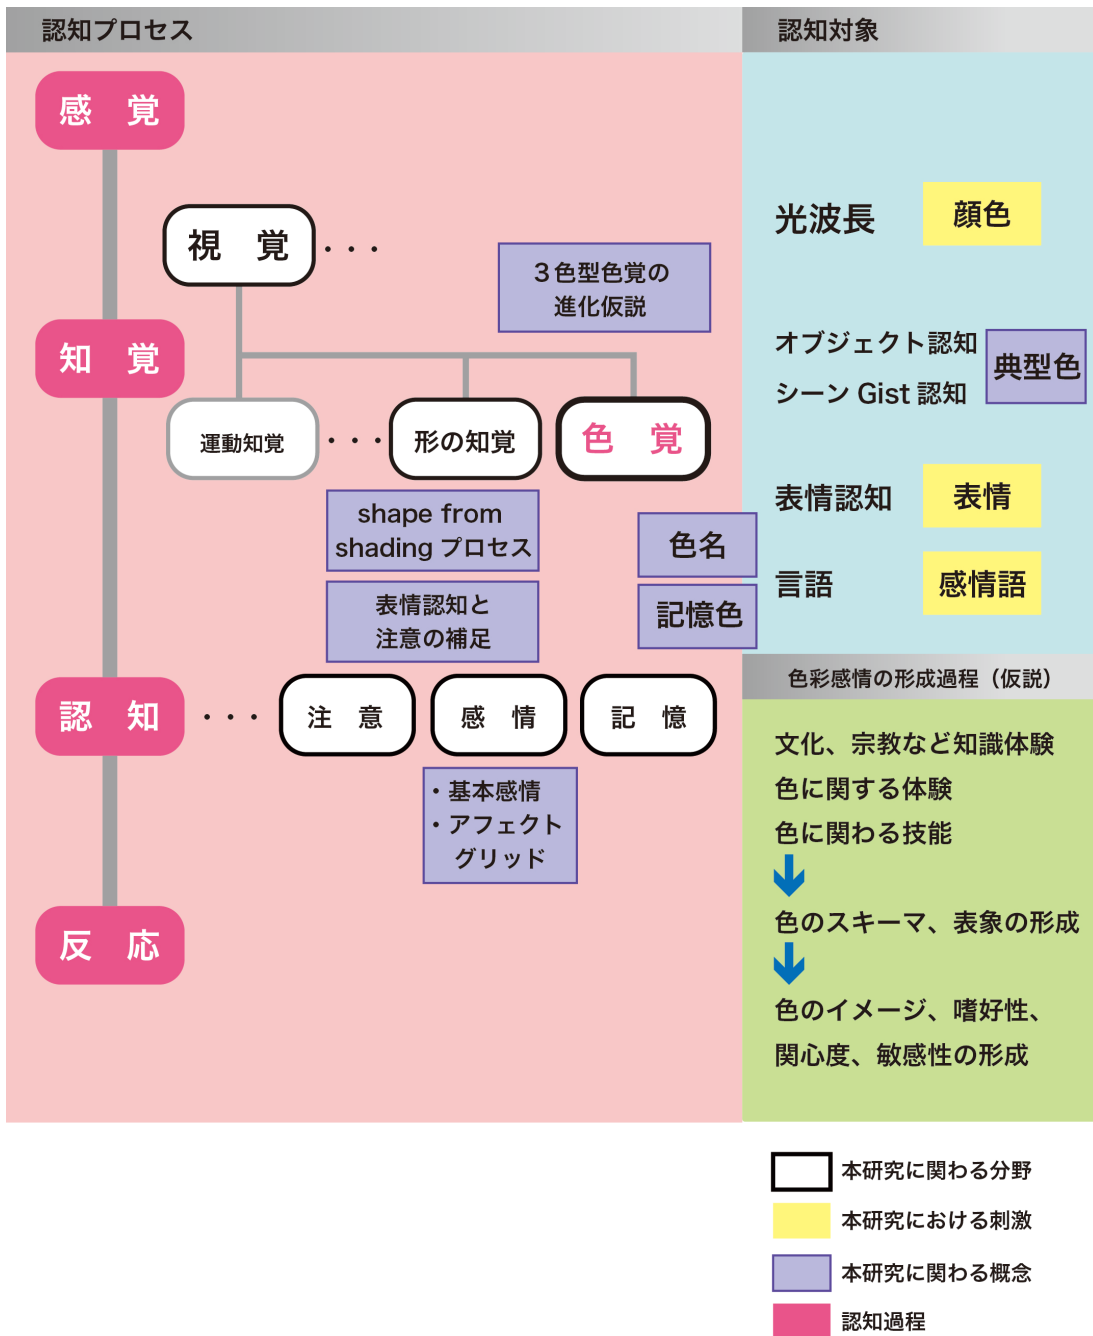 認知プロセス
認知対象
感　覚
視　覚
・・・
３色型色覚の
進化仮説
光波長
顔色
知　覚
オブジェクト認知
シーン Gist 認知
典型色
運動知覚
・・・
形の知覚
色　覚
shape from
shading プロセス
表情認知と
注意の補足
色名
記憶色
表情認知
表情
言語
感情語
認　知
・・・
注　意
感　情
記　憶
・基本感情
・アフェクト
グリッド
反　応
色彩感情の形成過程（仮説）
文化、宗教など知識体験
色に関する体験
色に関わる技能
色のスキーマ、表象の形成
色のイメージ、嗜好性、
関心度、敏感性の形成
本研究に関わる分野
本研究における刺激
本研究に関わる概念
認知過程